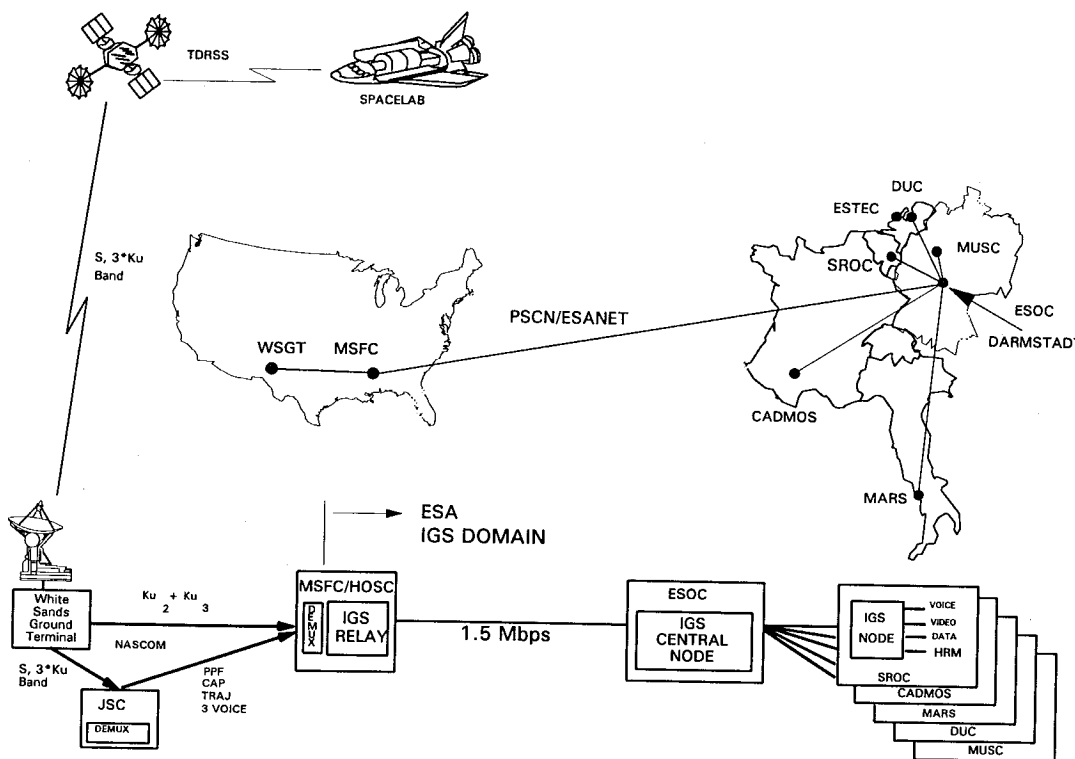 TDRSS
SPACELAB
S, 3*Ku
Band
DUC
ESTEC
MUSC
SROC
PSCN/ESANET
ESOC
DARMSTADT
WSGT
MSFC
CADMOS
MARS
ESA
IGS DOMAIN
White
Sands
Ground
Terminal
Ku 2 + Ku 3
NASCOM
S, 3*Ku
Band
JSC
DEMUX
PPF
CAP
TRAJ
3 VOICE
MSFC/HOSC
DEMUX
IGS
RELAY
1.5 Mbps
ESOC
IGS
CENTRAL
NODE
IGS
NODE
VOICE
VIDEO
DATA
HRM
SROC
CADMOS
MARS
DUC
MUSC